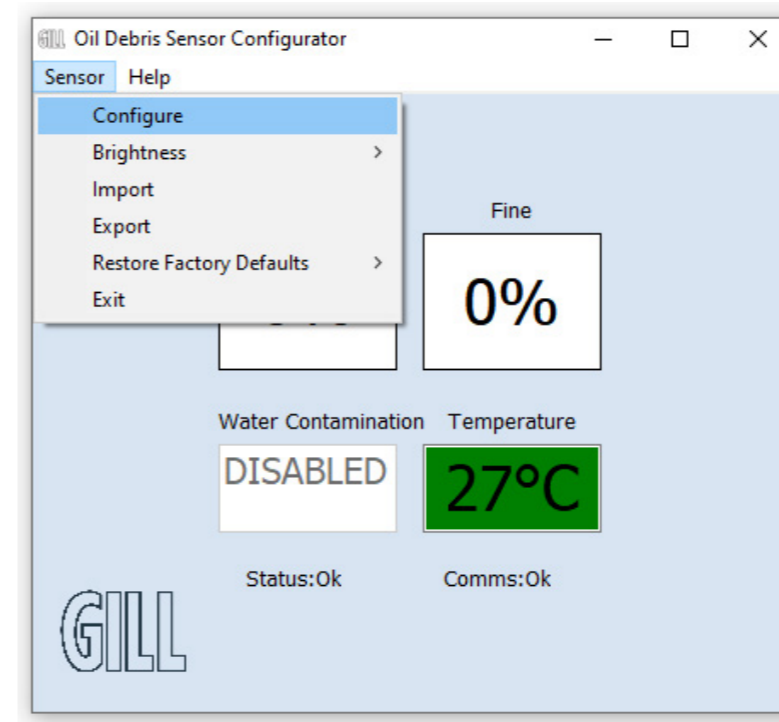 GILL Oil Debris Sensor Configurator
Sensor Help
Configure
Brightness >
Import
Export
Restore Factory Defaults >
Exit
Fine
0%
Water Contamination Temperature
DISABLED 27°C
Status:Ok Comms:Ok
GILL